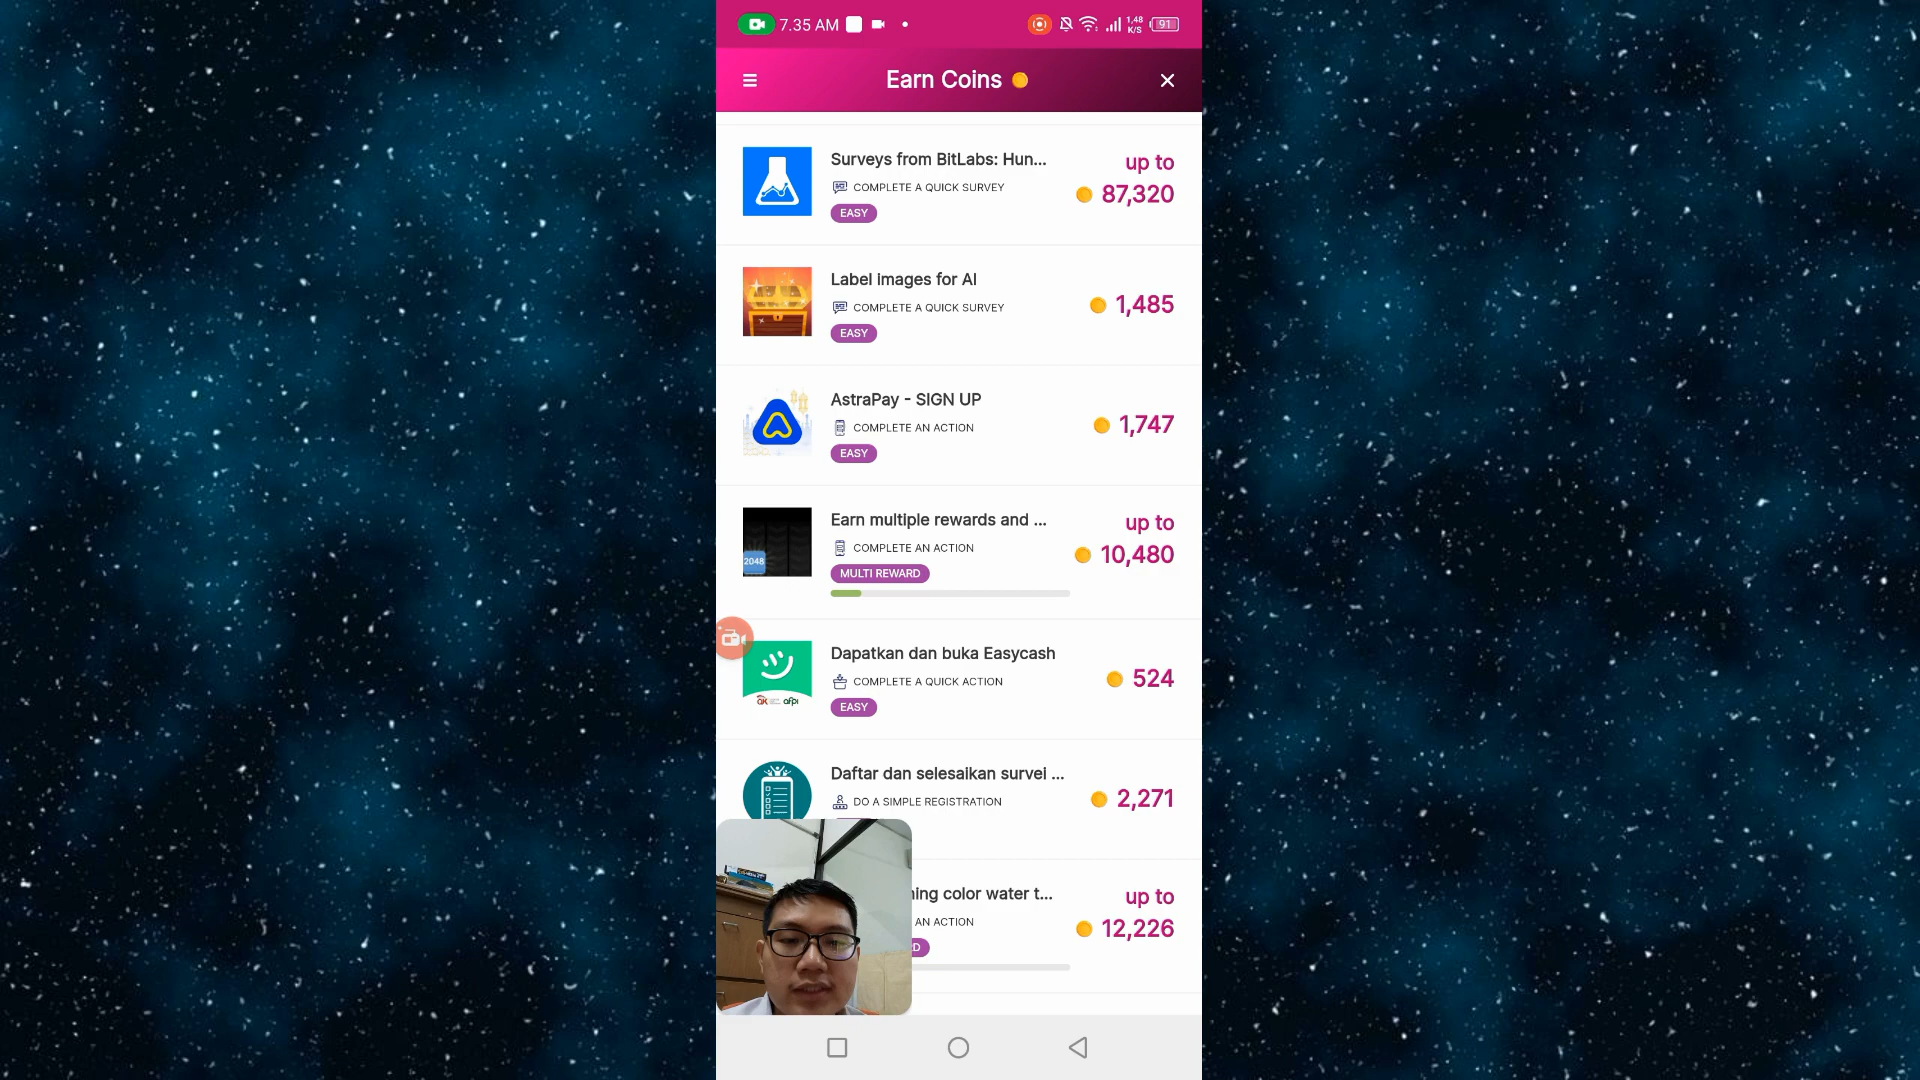 7.35 AM
1,48
K/S
91
Earn Coins
Surveys from BitLabs: Hun...
up to
COMPLETE A QUICK SURVEY
87,320
EASY
Label images for AI
COMPLETE A QUICK SURVEY
1,485
EASY
AstraPay - SIGN UP
COMPLETE AN ACTION
1,747
EASY
Earn multiple rewards and ...
up to
COMPLETE AN ACTION
10,480
2048
MULTI REWARD
Dapatkan dan buka Easycash
COMPLETE A QUICK ACTION
524
afpi
EASY
Daftar dan selesaikan survei ...
DO A SIMPLE REGISTRATION
2,271
ning color water t...
up to
AN ACTION
12,226
D